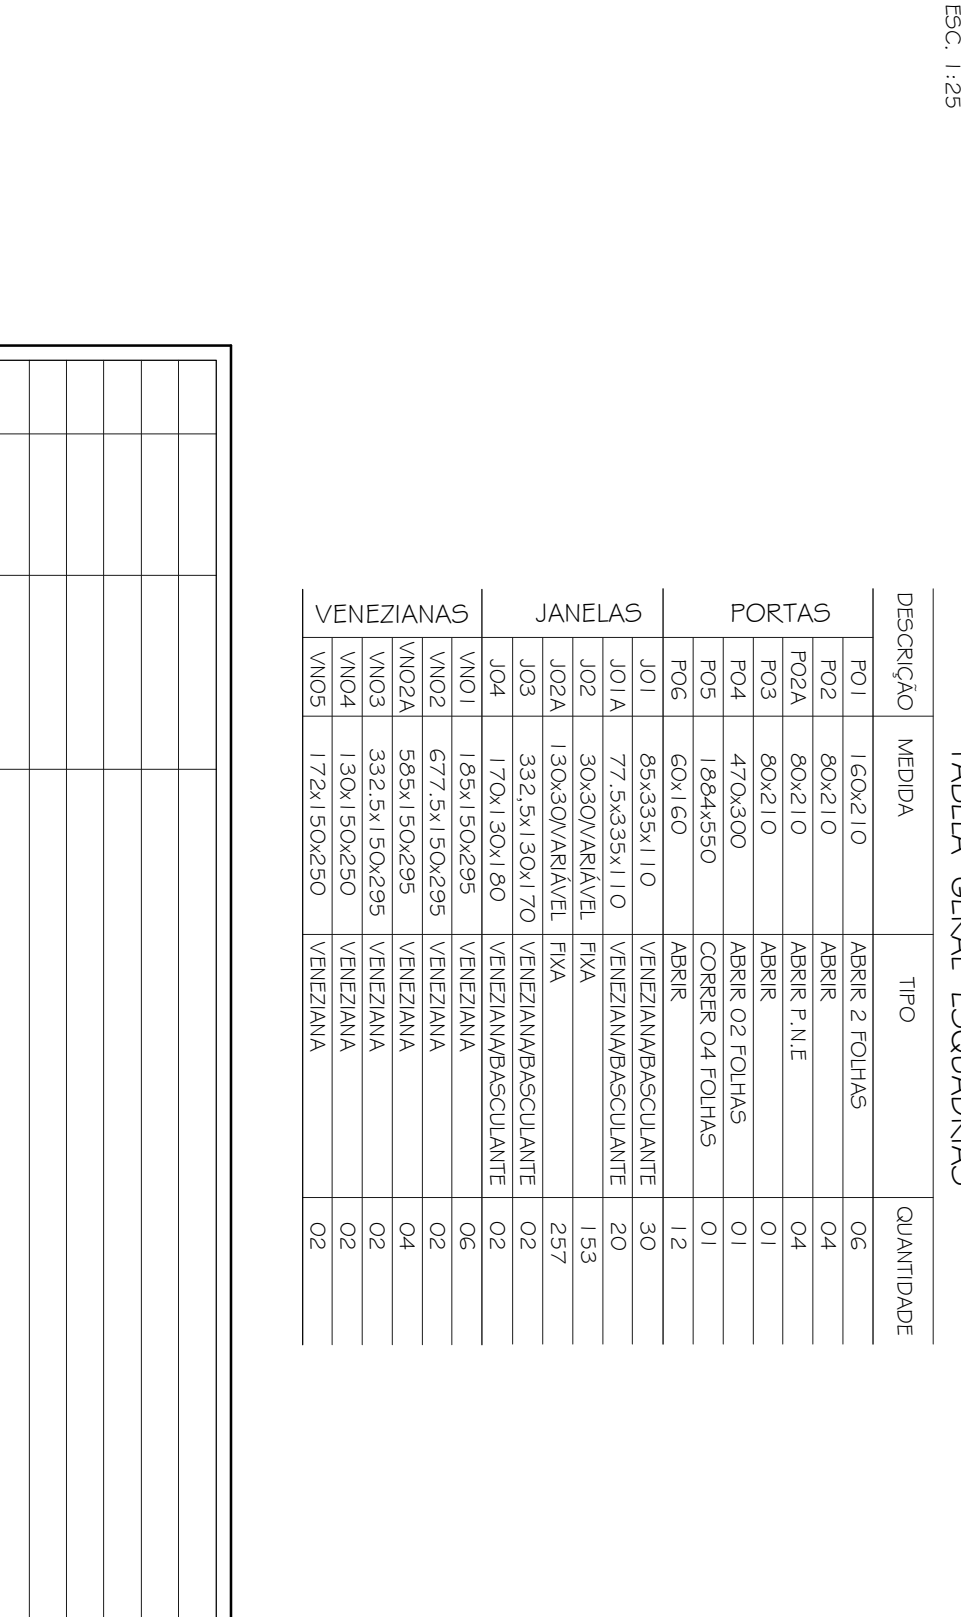 ESC. 1:25
TABELA GERAL ESQUADRIAS
DESCRIÇÃO MEDIDA TIPO QUANTIDADE
PORTAS
P01 160x210 ABRIR 2 FOLHAS 06
P02 80x210 ABRIR 04
P02A 80x210 ABRIR P.N.E 04
P03 80x210 ABRIR 01
P04 470x300 ABRIR 02 FOLHAS 01
P05 1884x550 CORRER 04 FOLHAS 01
P06 60x160 ABRIR 12
JANELAS
J01 85x335x110 VENEZIANA/BASCULANTE 30
J01A 77.5x335x110 VENEZIANA/BASCULANTE 20
J02 30x30/VARIÁVEL FIXA 153
J02A 130x30/VARIÁVEL FIXA 257
J03 332,5x130x170 VENEZIANA/BASCULANTE 02
J04 170x130x180 VENEZIANA/BASCULANTE 02
VENEZIANAS
VN01 185x150x295 VENEZIANA 06
VN02 677.5x150x295 VENEZIANA 02
VN02A 585x150x295 VENEZIANA 04
VN03 332.5x150x295 VENEZIANA 02
VN04 130x150x250 VENEZIANA 02
VN05 172x150x250 VENEZIANA 02